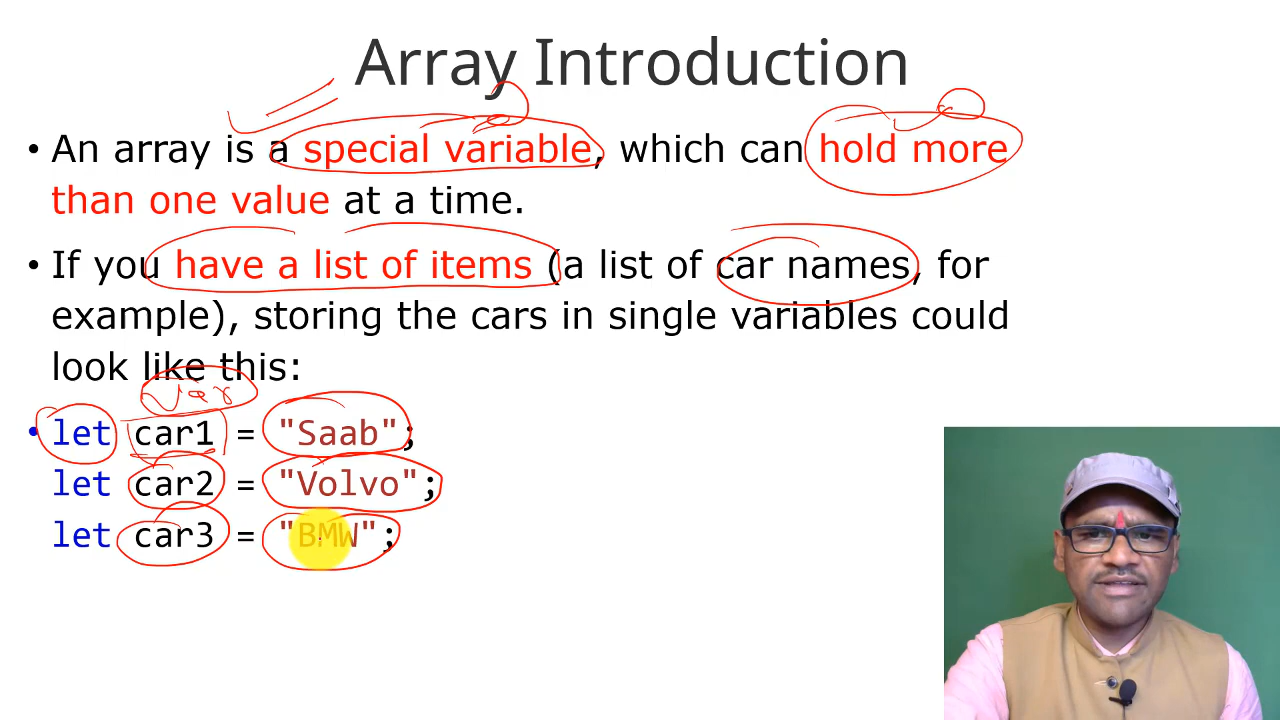 Array Introduction
• An array is a special variable, which can hold more
than one value at a time.
• If you have a list of items (a list of car names, for
example), storing the cars in single variables could
look like this:
var
• let car1 = "Saab";
let car2 = "Volvo";
let car3 = "BMW";